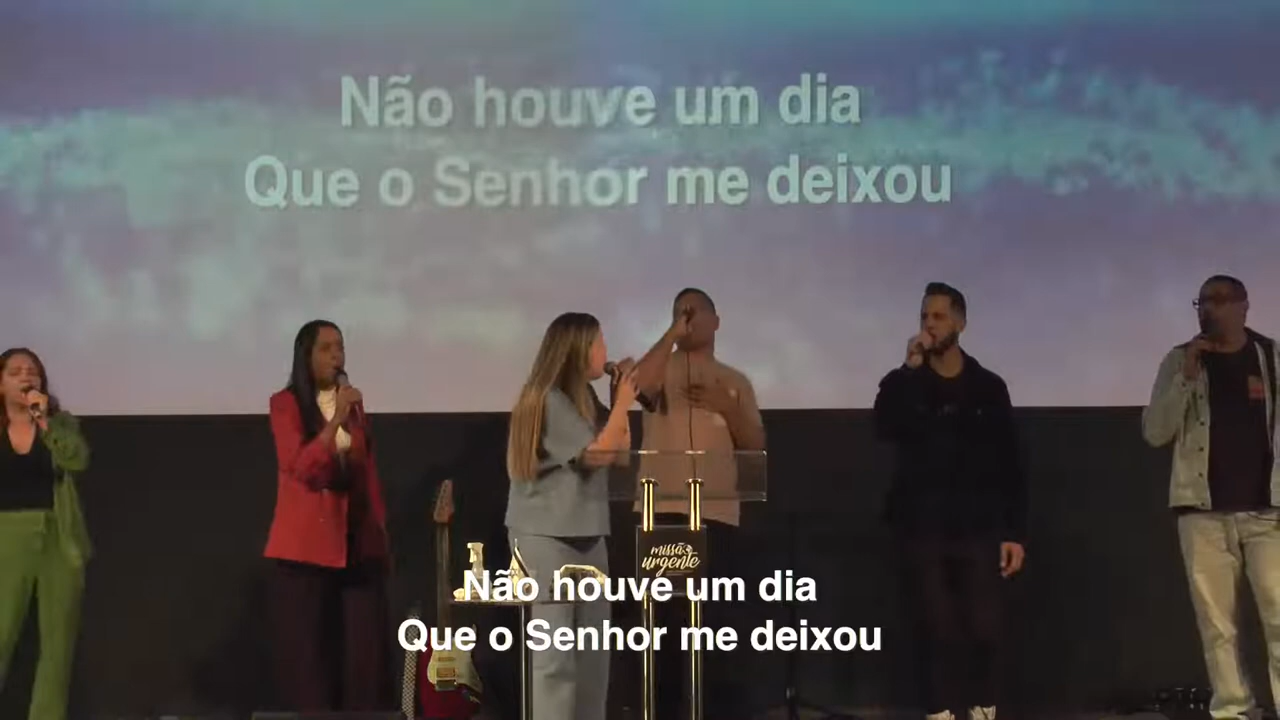 Não houve um dia
Que o Senhor me deixou
missão
urgente
Não houve um dia
Que o Senhor me deixou